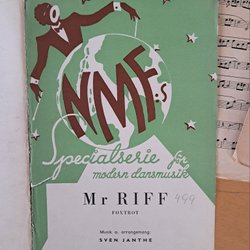 NMF:s
Specialserie för
modern dansmusik
Mr RIFF 499
FOXTROT
Musik o. arrangemang:
SVEN JANTHE